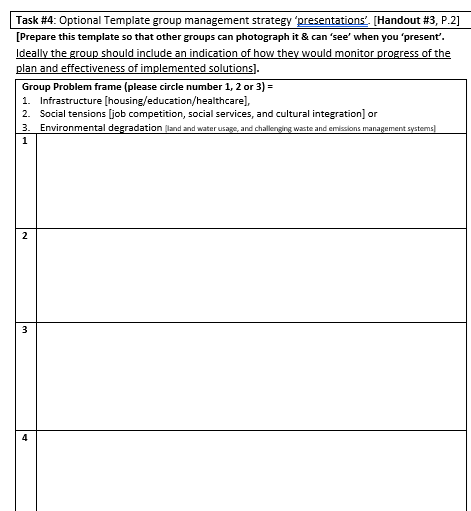 Task #4: Optional Template group management strategy ‘presentations’. [Handout #3, P.2]
[Prepare this template so that other groups can photograph it & can ‘see’ when you ‘present’.
Ideally the group should include an indication of how they would monitor progress of the
plan and effectiveness of implemented solutions].
Group Problem frame (please circle number 1, 2 or 3) =
1. Infrastructure [housing/education/healthcare],
2. Social tensions [job competition, social services, and cultural integration] or
3. Environmental degradation [land and water usage, and challenging waste and emissions management systems]
1
2
3
4